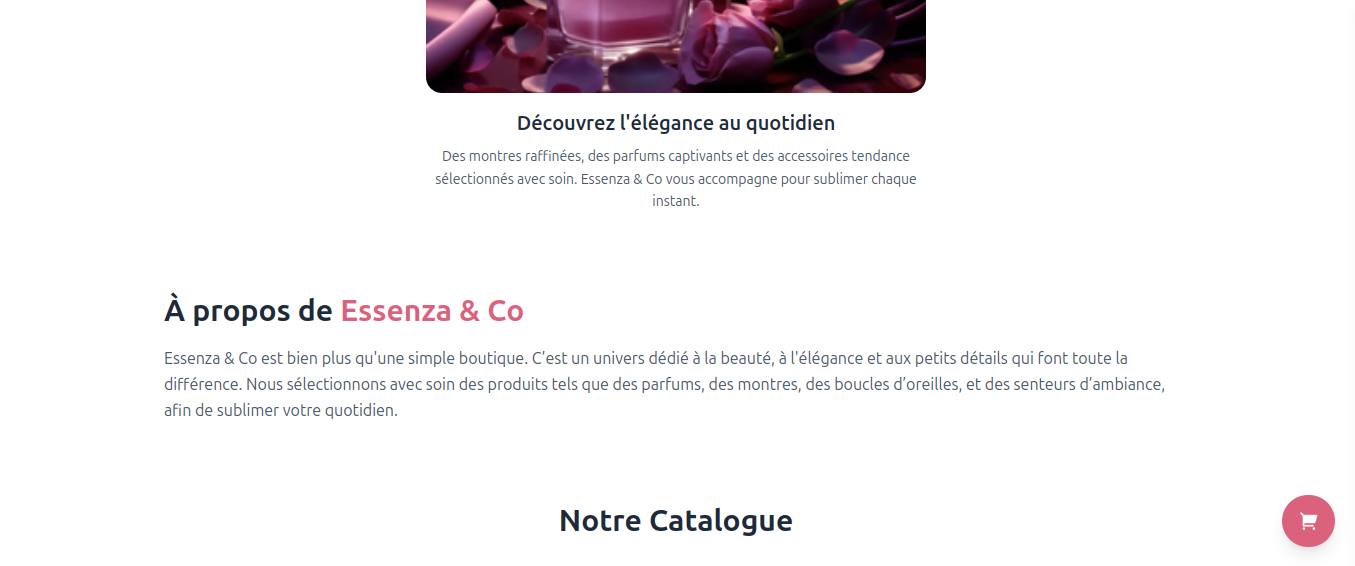 Découvrez l'élégance au quotidien
Des montres raffinées, des parfums captivants et des accessoires tendance
sélectionnés avec soin. Essenza & Co vous accompagne pour sublimer chaque
instant.
À propos de Essenza & Co
Essenza & Co est bien plus qu'une simple boutique. C’est un univers dédié à la beauté, à l'élégance et aux petits détails qui font toute la
différence. Nous sélectionnons avec soin des produits tels que des parfums, des montres, des boucles d’oreilles, et des senteurs d’ambiance,
afin de sublimer votre quotidien.
Notre Catalogue